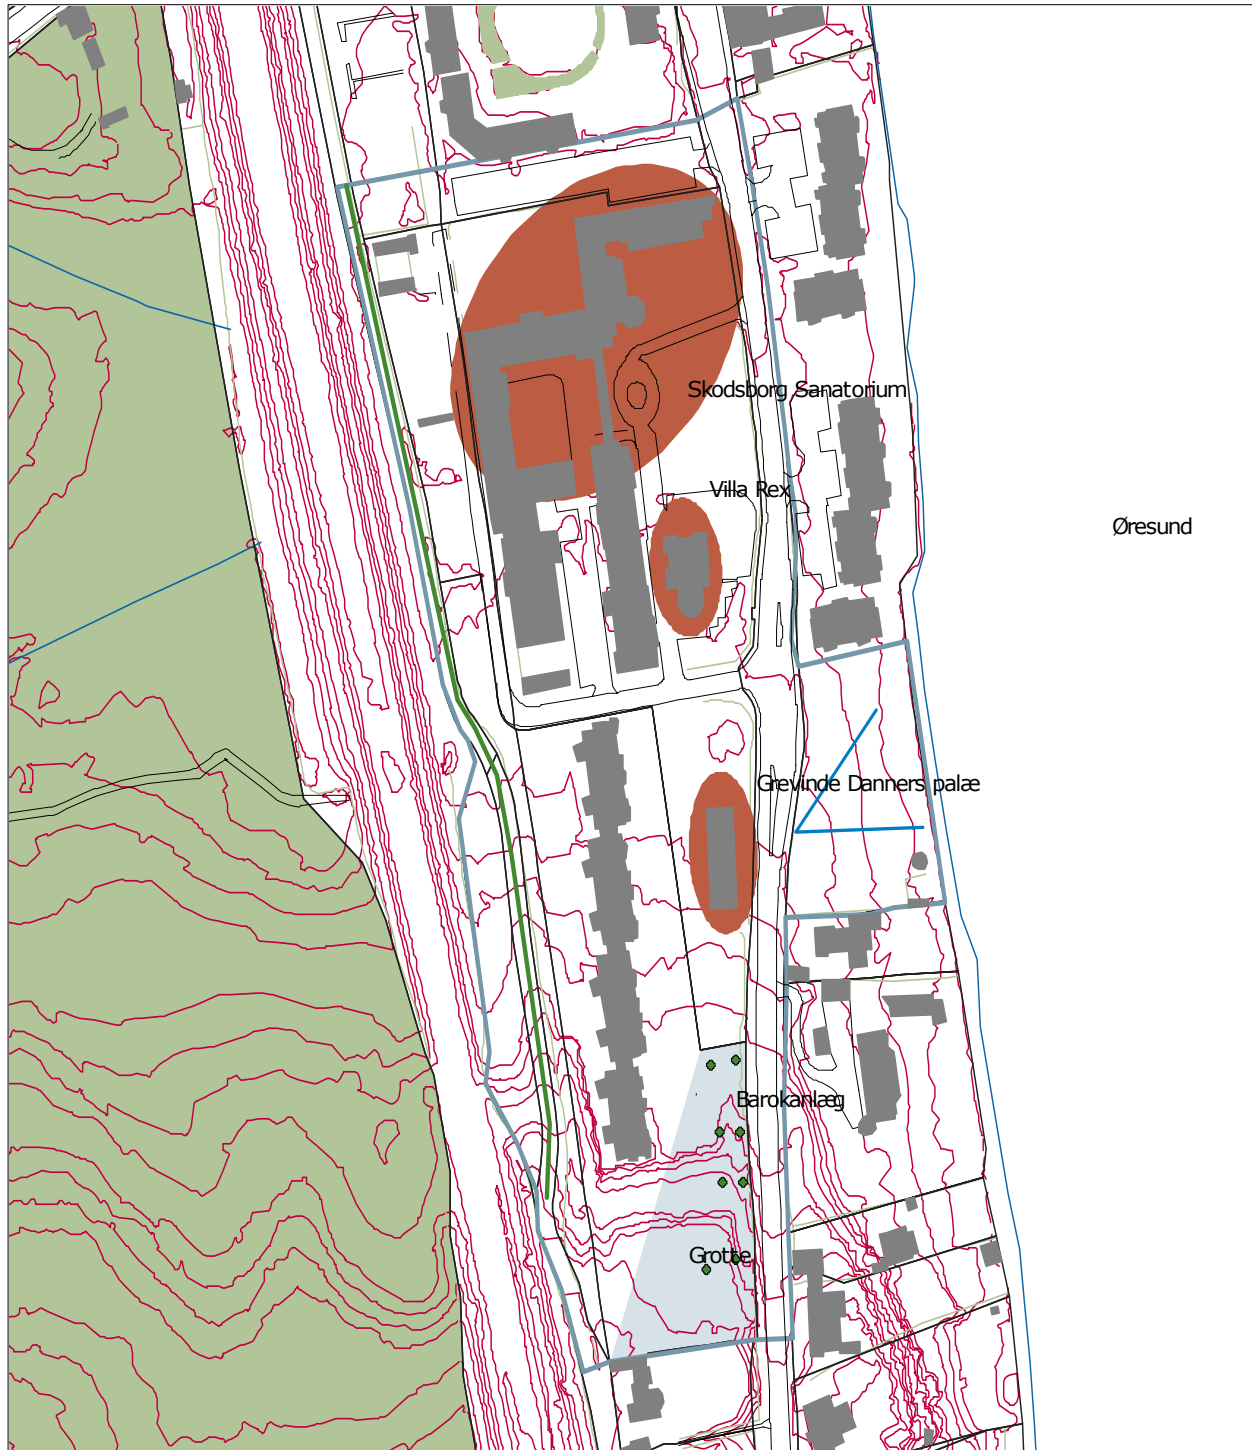 Skodsborg Sanatorium
Villa Rex
Øresund
Grevinde Danners palæ
Barokanlæg
Grotte